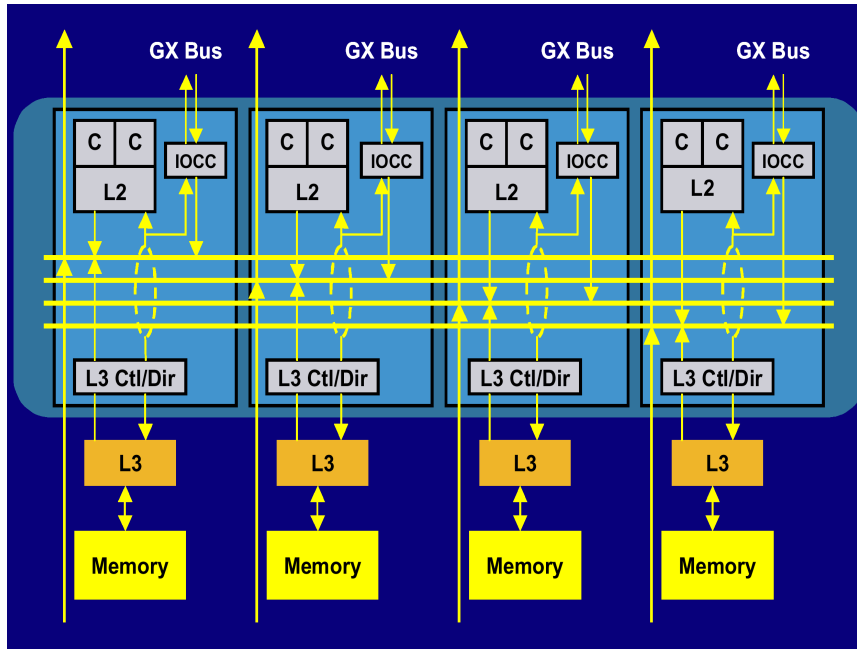 GX Bus GX Bus GX Bus GX Bus
C C IOCC C C IOCC C C IOCC C C IOCC
L2 L2 L2 L2
L3 Ctl/Dir L3 Ctl/Dir L3 Ctl/Dir L3 Ctl/Dir
L3 L3 L3 L3
Memory Memory Memory Memory